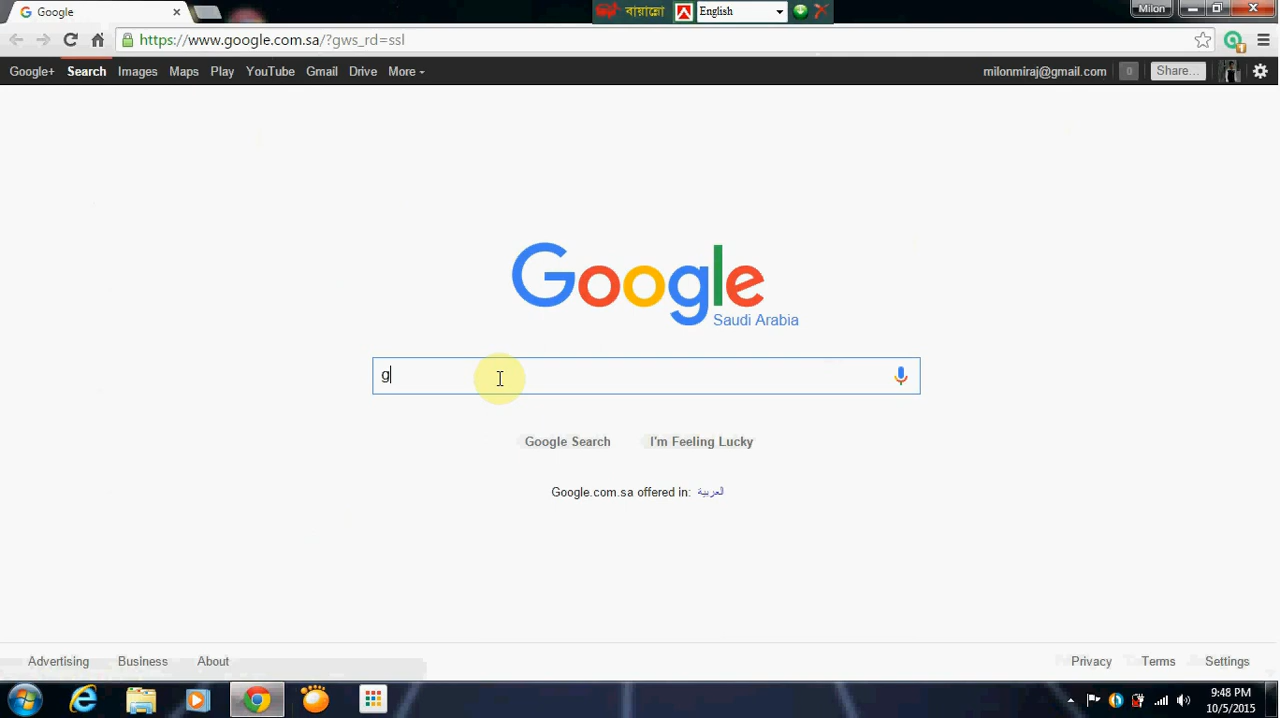 Google
বায়ান্নো
English
Milon
https://www.google.com.sa/?gws_rd=ssl
Google+ Search Images Maps Play YouTube Gmail Drive More
milonmiraj@gmail.com 0 Share...
Google
Saudi Arabia
g
Google Search I'm Feeling Lucky
Google.com.sa offered in: العربية
Advertising Business About
Privacy Terms Settings
9:48 PM
10/5/2015